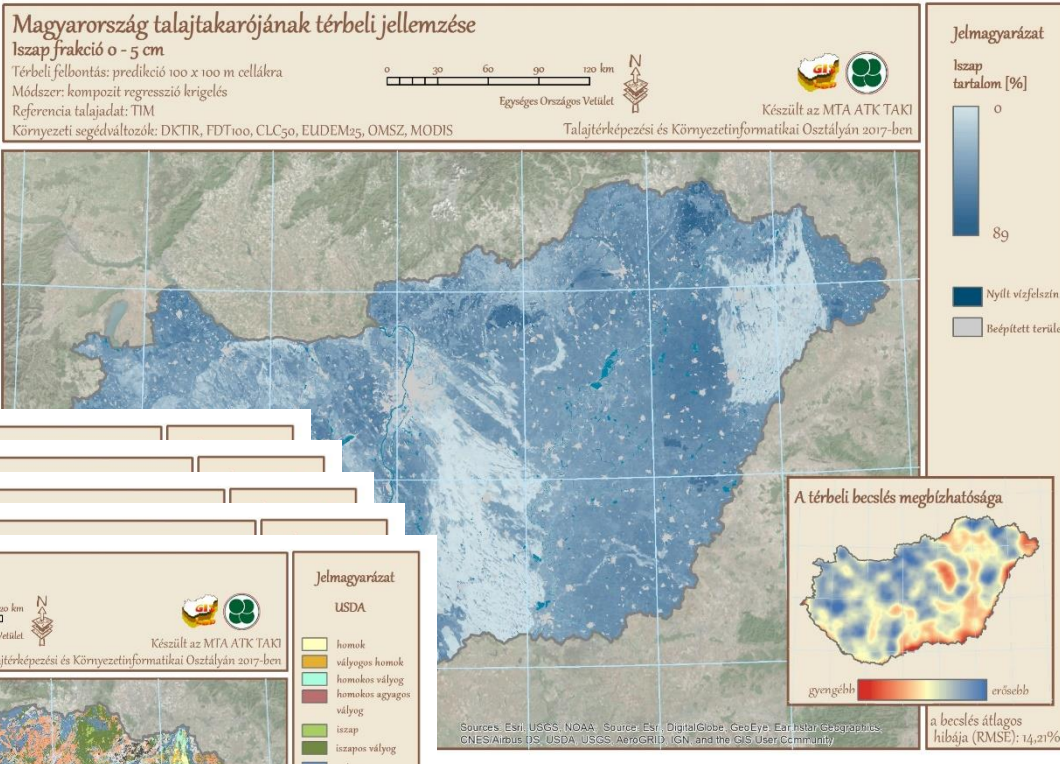 Magyarország talajtakarójának térbeli jellemzése
Iszap frakció 0 - 5 cm
Térbeli felbontás: predikció 100 x 100 m cellákra
Módszer: kompozit regresszió krigelés
Referencia talajadat: TIM
Környezeti segédváltozók: DKTIR, FDT100, CLC50, EUDEM25, OMSZ, MODIS
0 30 60 90 120 km
Egységes Országos Vetület
N
GIS
Készült az MTA ATK TAKI
Talajtérképezési és Környezetinformatikai Osztályán 2017-ben
Jelmagyarázat
Iszap
tartalom [%]
0
89
Nyílt vízfelszín
Beépített terüle
A térbeli becslés megbízhatósága
gyengébb
erősebb
a becslés átlagos
hibája (RMSE): 14,21%
Sources: Esri, USGS, NOAA, Source: Esri, DigitalGlobe, GeoEye, Earthstar Geographics,
CNES/Airbus DS, USDA, USGS, AeroGRID, IGN, and the GIS User Community
20 km
Vetület
N
GIS
Készült az MTA ATK TAKI
jtérképezési és Környezetinformatikai Osztályán 2017-ben
Jelmagyarázat
USDA
homok
vályogos homok
homokos vályog
homokos agyagos
vályog
iszap
iszapos vályog